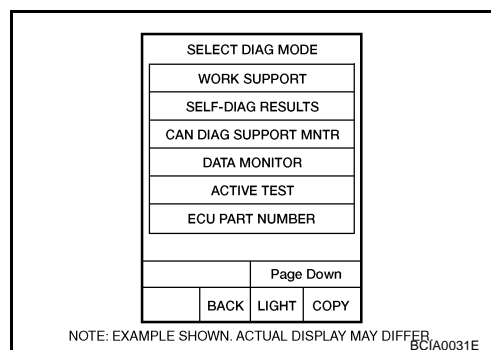 SELECT DIAG MODE
WORK SUPPORT
SELF-DIAG RESULTS
CAN DIAG SUPPORT MNTR
DATA MONITOR
ACTIVE TEST
ECU PART NUMBER
Page Down
BACK LIGHT COPY
NOTE: EXAMPLE SHOWN. ACTUAL DISPLAY MAY DIFFER.
BCIA0031E